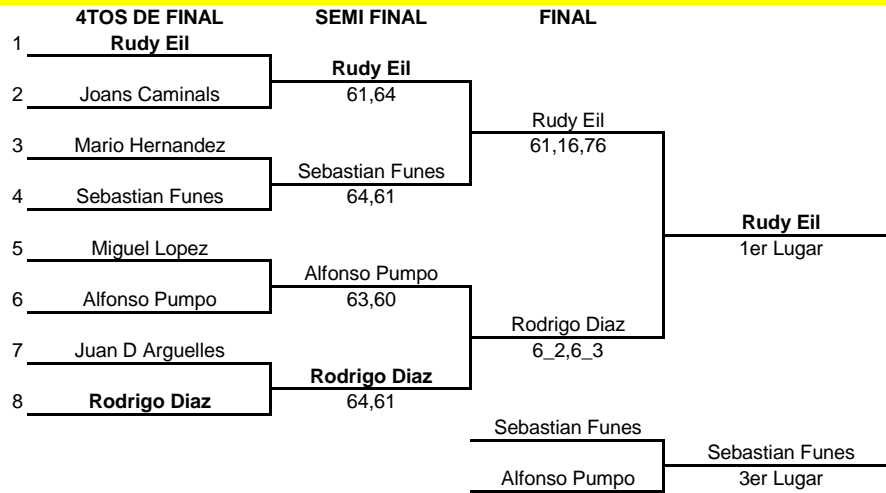 4TOS DE FINAL SEMI FINAL FINAL
1 Rudy Eil
Rudy Eil
2 Joans Caminals 61,64
Rudy Eil
3 Mario Hernandez 61,16,76
Sebastian Funes
4 Sebastian Funes 64,61
Rudy Eil
5 Miguel Lopez 1er Lugar
Alfonso Pumpo
6 Alfonso Pumpo 63,60
Rodrigo Diaz
7 Juan D Arguelles 6_2,6_3
Rodrigo Diaz
8 Rodrigo Diaz 64,61
Sebastian Funes
Sebastian Funes
Alfonso Pumpo 3er Lugar